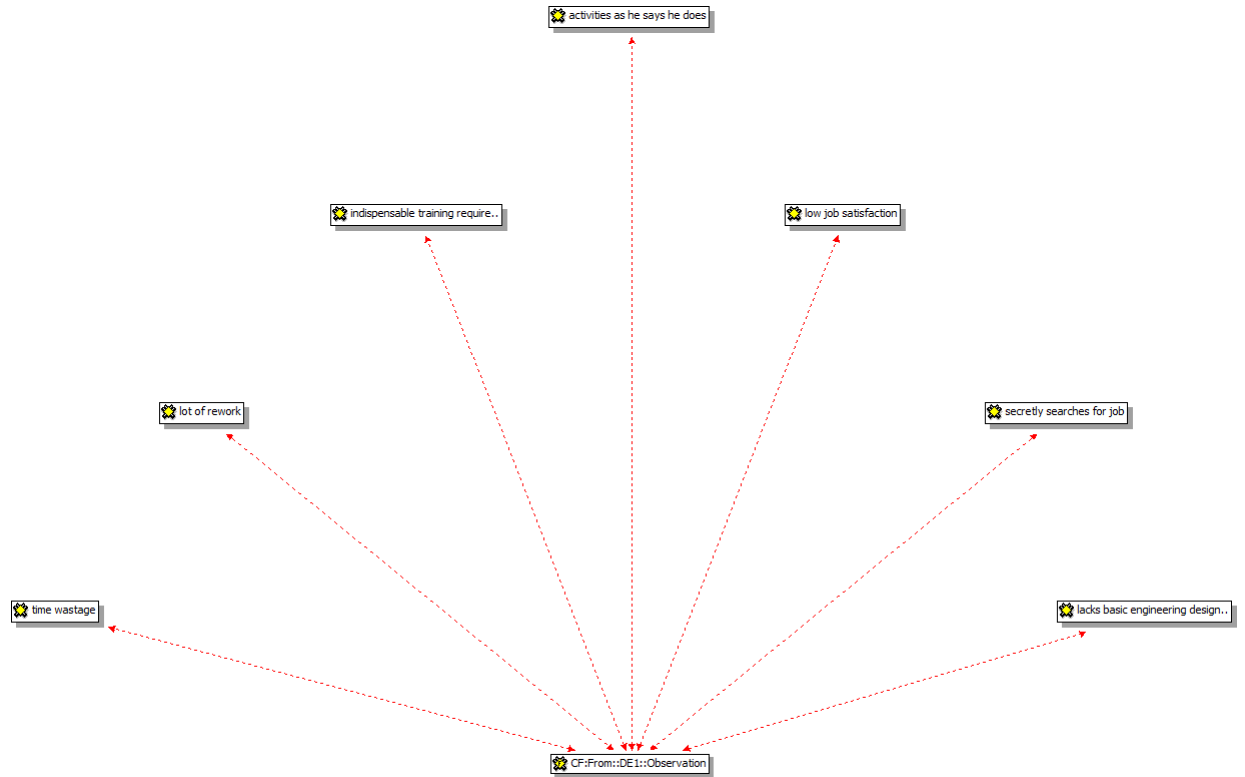 activities as he says he does
indispensable training require..
low job satisfaction
lot of rework
secretly searches for job
time wastage
lacks basic engineering design..
CF:From::DE1::Observation